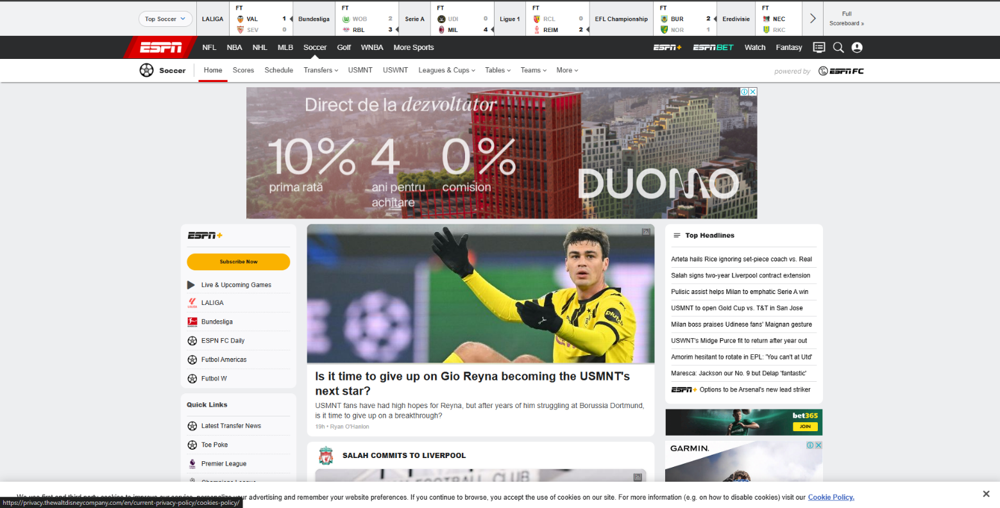 Top Soccer
LALIGA
FT
VAL 1
SEV 0
Bundesliga
FT
WOB 2
RBL 3
Serie A
FT
UDI 0
MIL 4
Ligue 1
FT
RCL 0
REIM 2
EFL Championship
FT
BUR 2
NOR 1
Eredivisie
FT
NEC
RKC
Full
Scoreboard »
ESPN NFL NBA NHL MLB Soccer Golf WNBA More Sports ESPN+ ESPN BET Watch Fantasy
Soccer Home Scores Schedule Transfers USMNT USWNT Leagues & Cups Tables Teams More powered by ESPN FC
Direct de la dezvoltator
10% 4 0%
prima rată ani pentru achitare comision
DUOMO
ESPN+
Subscribe Now
Live & Upcoming Games
LALIGA
Bundesliga
ESPN FC Daily
Futbol Americas
Futbol W
Quick Links
Latest Transfer News
Toe Poke
Premier League
Is it time to give up on Gio Reyna becoming the USMNT's
next star?
USMNT fans have had high hopes for Reyna, but after years of him struggling at Borussia Dortmund,
is it time to give up on a breakthrough?
19h • Ryan O'Hanlon
SALAH COMMITS TO LIVERPOOL
FOOTBALL CLUB
Top Headlines
Arteta hails Rice ignoring set-piece coach vs. Real
Salah signs two-year Liverpool contract extension
Pulisic assist helps Milan to emphatic Serie A win
USMNT to open Gold Cup vs. T&T in San Jose
Milan boss praises Udinese fans' Maignan gesture
USWNT's Midge Purce fit to return after year out
Amorim hesitant to rotate in EPL: 'You can't at Utd'
Maresca: Jackson our No. 9 but Delap 'fantastic'
ESPN+ Options to be Arsenal's new lead striker
bet365
JOIN
GARMIN.
your advertising and remember your website preferences. If you continue to browse, you accept the use of cookies on our site. For more information (e.g. on how to disable cookies) visit our Cookie Policy.
https://privacy.thewaltdisneycompany.com/en/current-privacy-policy/cookies-policy/